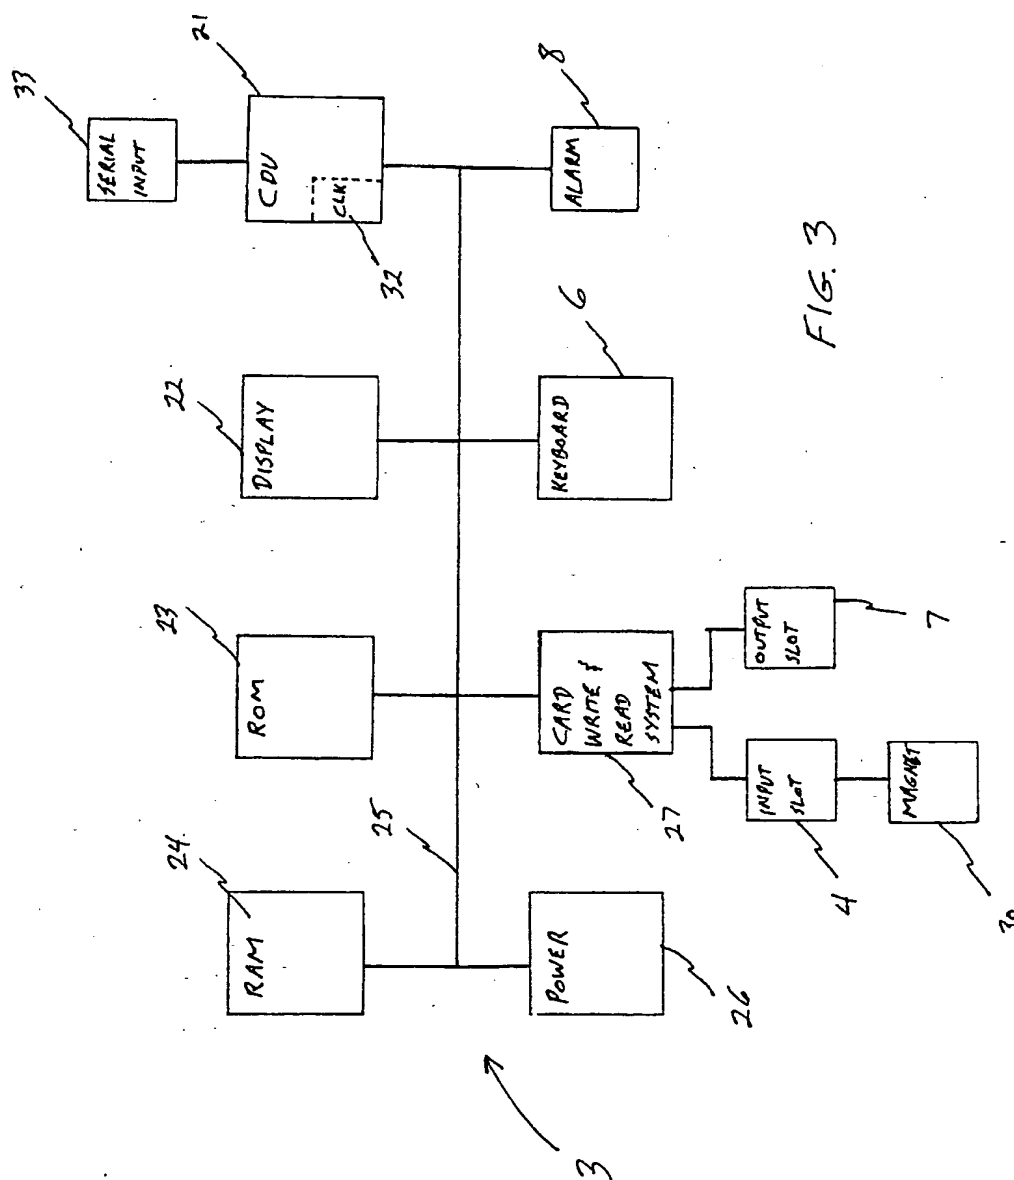 33
SERIAL
INPUT
24
23
22
21
RAM
ROM
DISPLAY
CDU
CLK
32
25
POWER
CARD
WRITE &
READ
SYSTEM
KEYBOARD
ALARM
8
6
3
26
27
INPUT
SLOT
OUTPUT
SLOT
4
7
MAGNET
FIG. 3